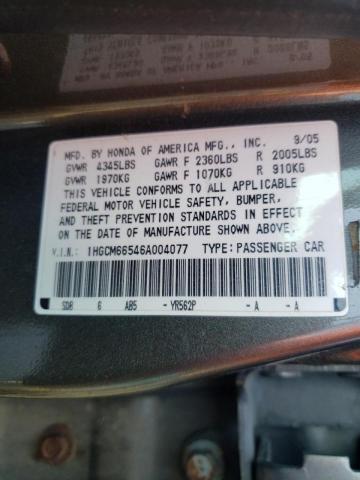 MFD. BY HONDA OF AMERICA MFG., INC. 9/05
GVWR 4345LBS GAWR F 2360LBS R 2005LBS
GVWR 1970KG GAWR F 1070KG R 910KG
THIS VEHICLE CONFORMS TO ALL APPLICABLE
FEDERAL MOTOR VEHICLE SAFETY, BUMPER,
AND THEFT PREVENTION STANDARDS IN EFFECT
ON THE DATE OF MANUFACTURE SHOWN ABOVE.
V.I.N.: 1HGCM66546A004077 TYPE: PASSENGER CAR
SDB 6 AB5 -YR562P -A -A